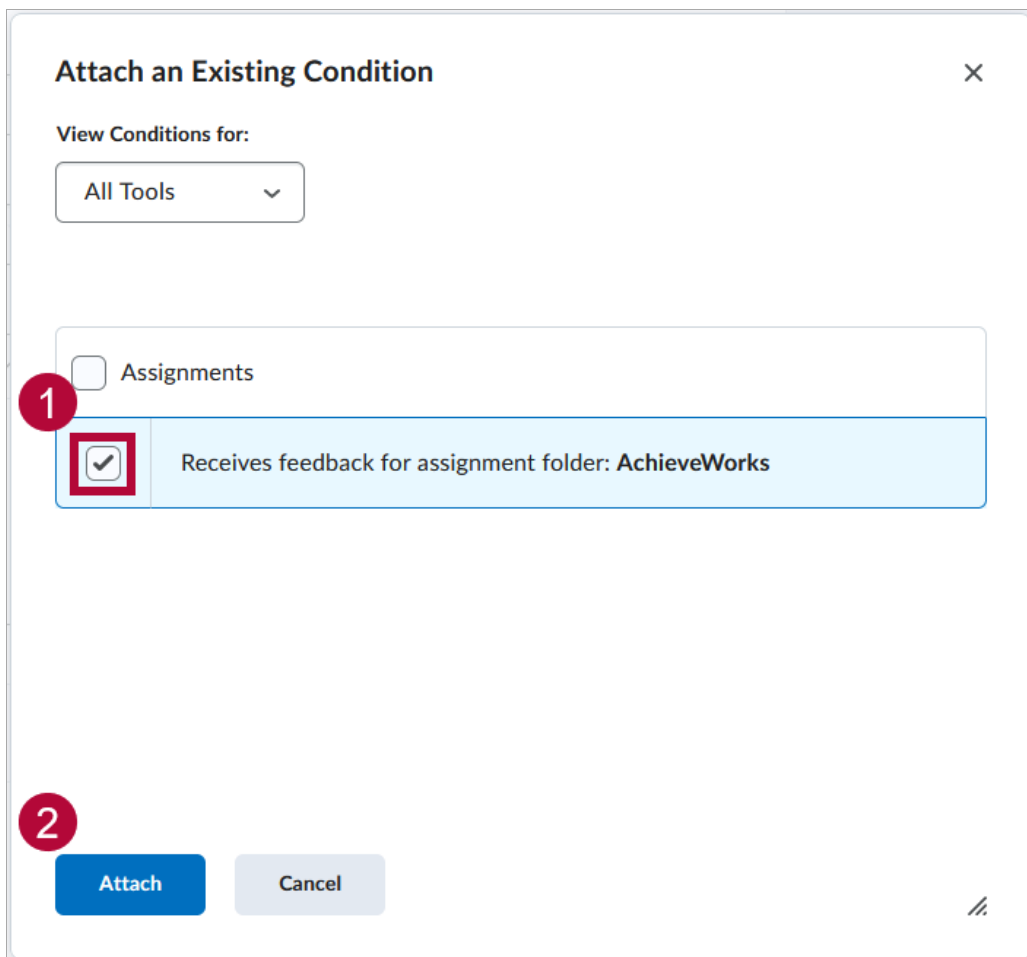 Attach an Existing Condition
View Conditions for:
All Tools
Assignments
1
Receives feedback for assignment folder: AchieveWorks
2
Attach
Cancel